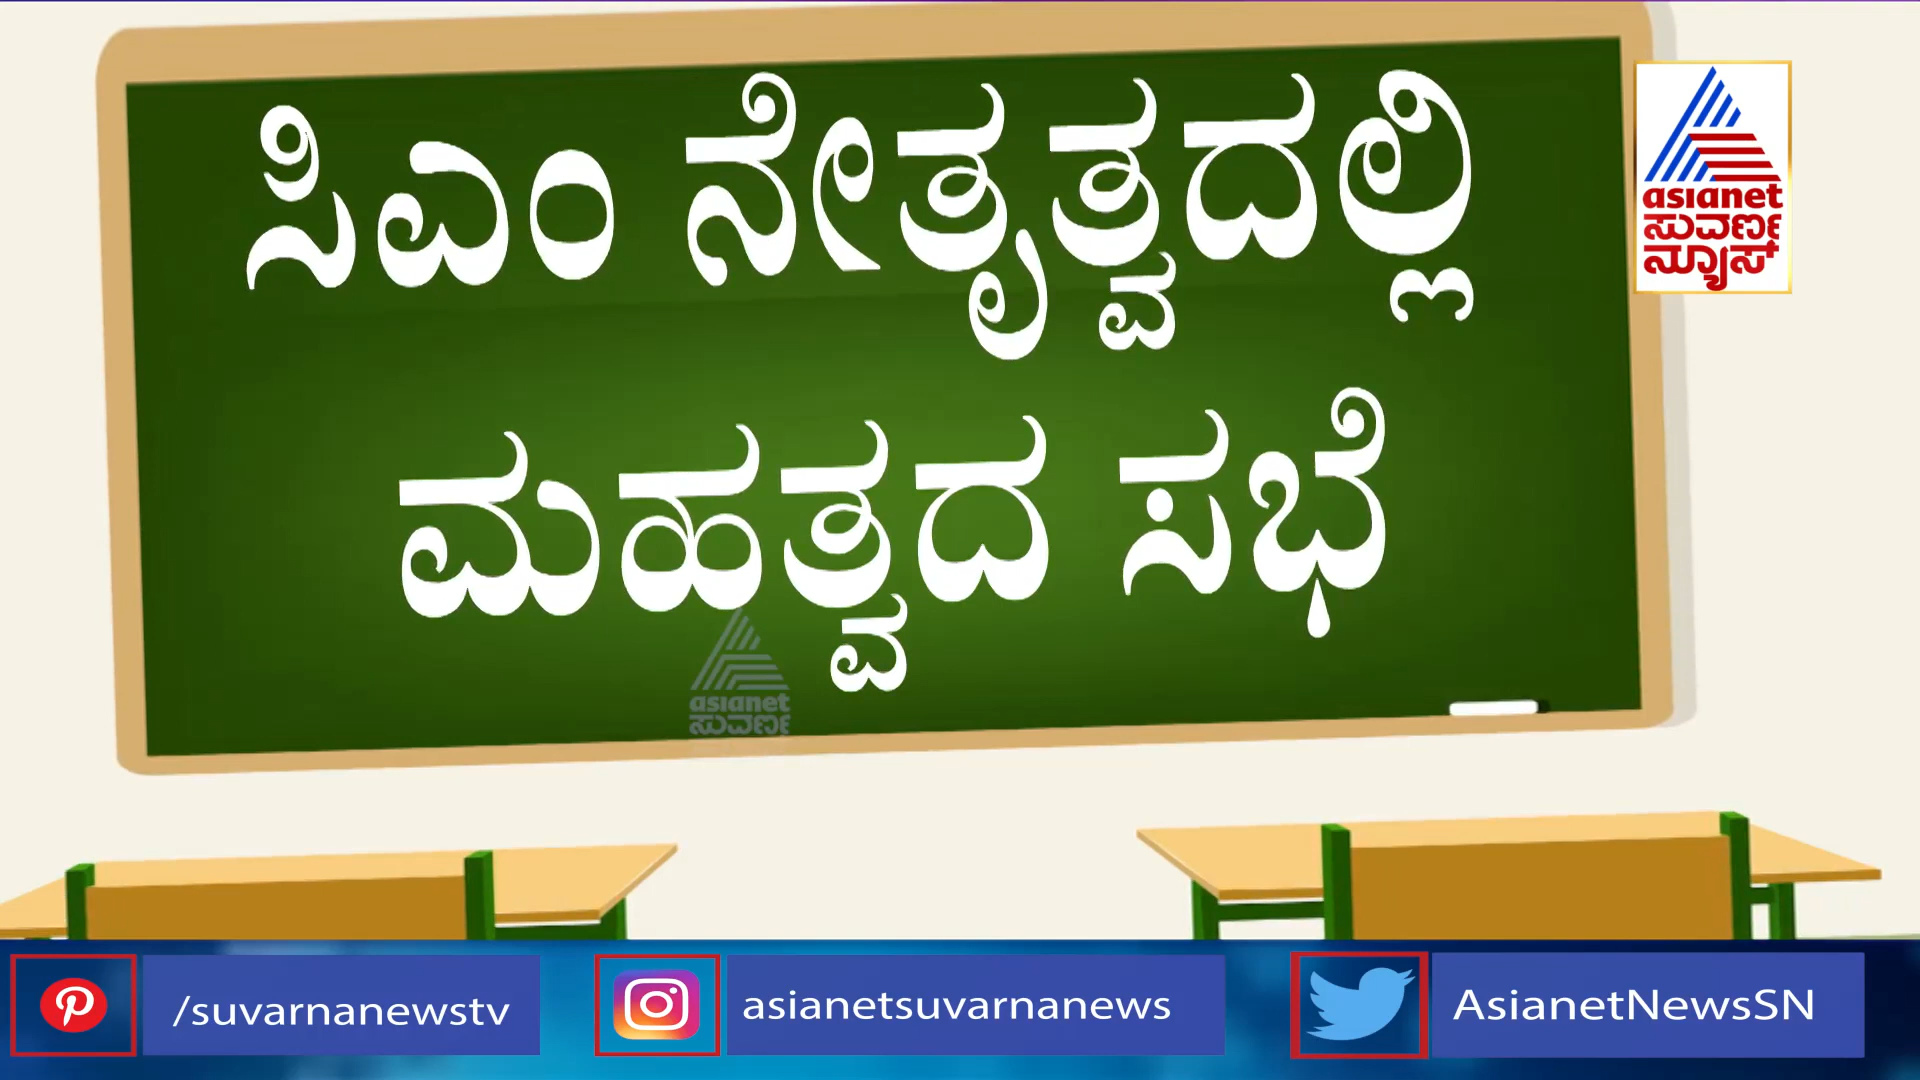 ಸಿಎಂ ನೇತೃತ್ವದಲ್ಲಿ
ಮಹತ್ವದ ಸಭೆ
asianet
ಸುವರ್ಣ
ನ್ಯೂಸ್
asianet
ಸುವರ್ಣ
/suvarnanewstv
asianetsuvarnanews
AsianetNewsSN